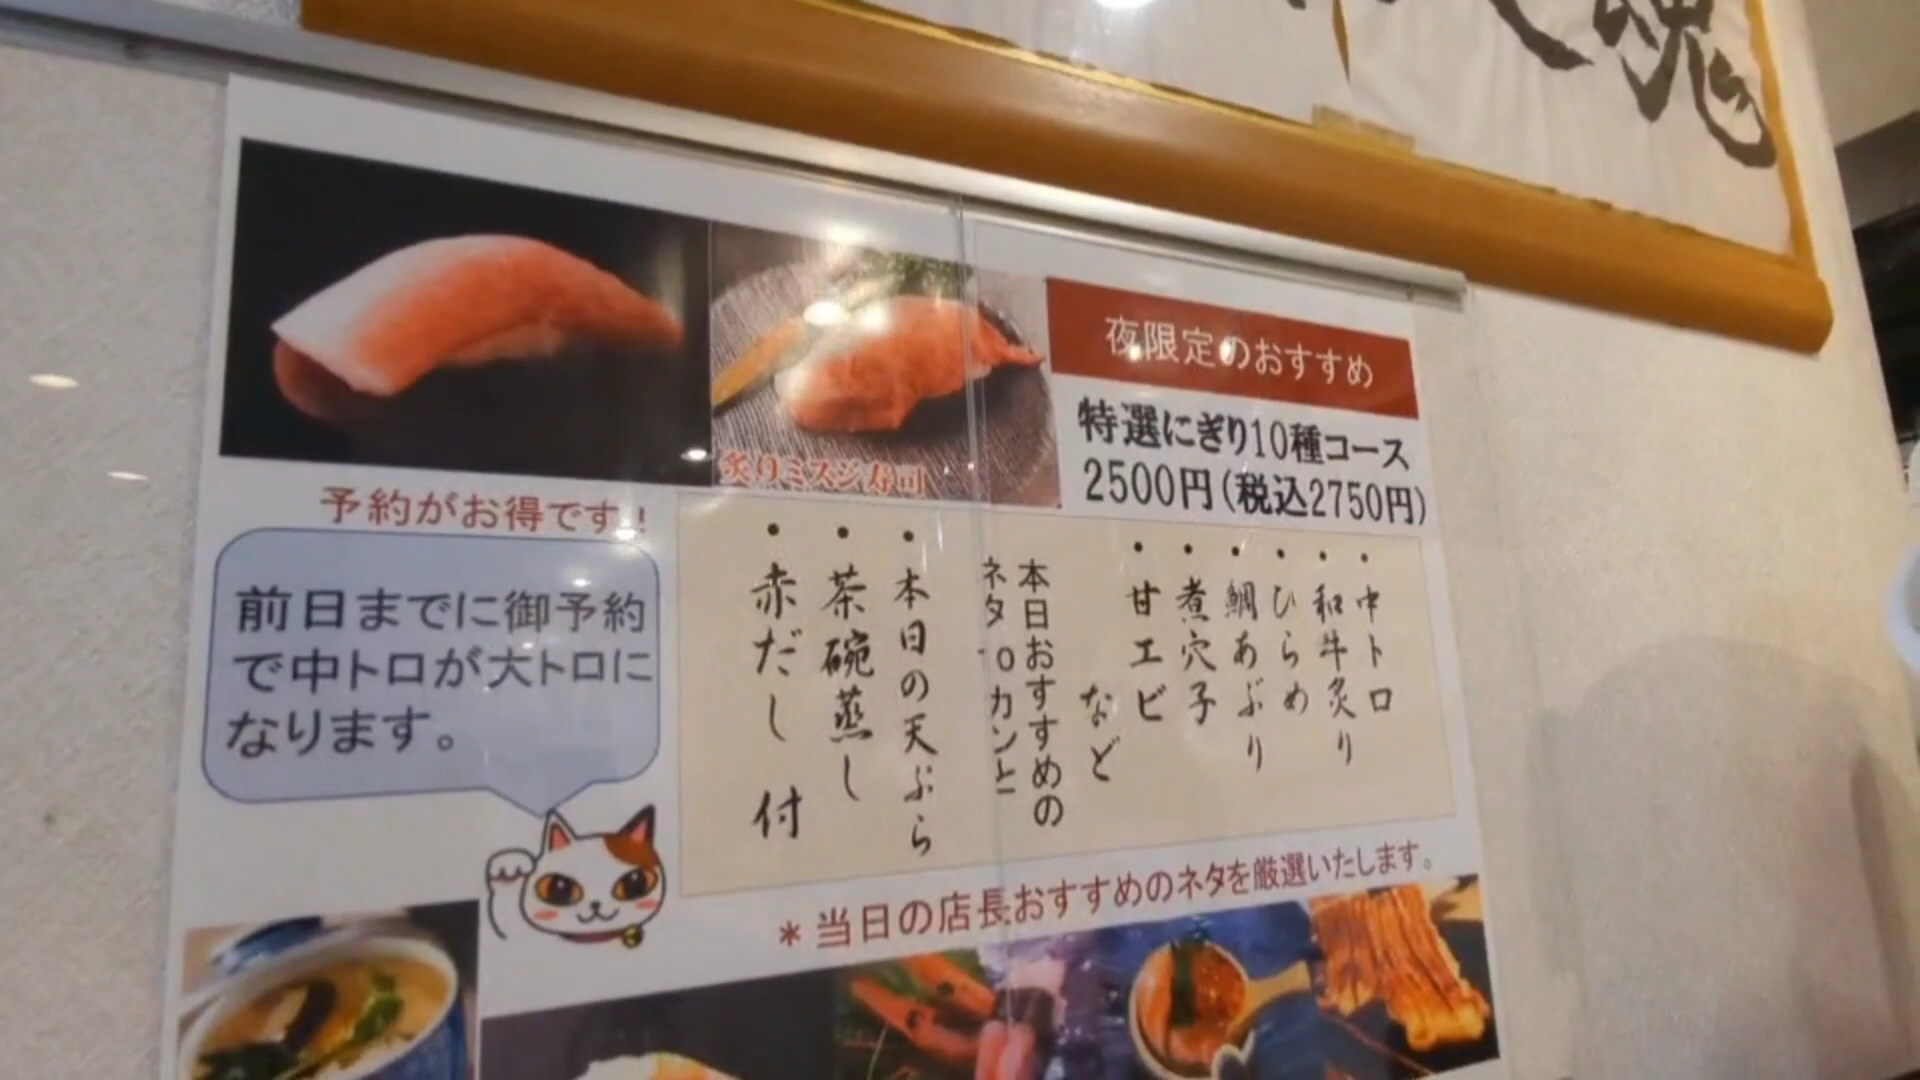 魂
夜限定のおすすめ
特選にぎり10種コース
2500円(税込2750円)
炙りミスジ寿司
予約がお得です!
前日までに御予約
で中トロが大トロに
なります。
・中トロ
・和牛炙り
・ひらめ
・鯛あぶり
・煮穴子
・甘エビ
など
本日おすすめの
ネタ10カンと
・本日の天ぷら
・茶碗蒸し
・赤だし 付
*当日の店長おすすめのネタを厳選いたします。